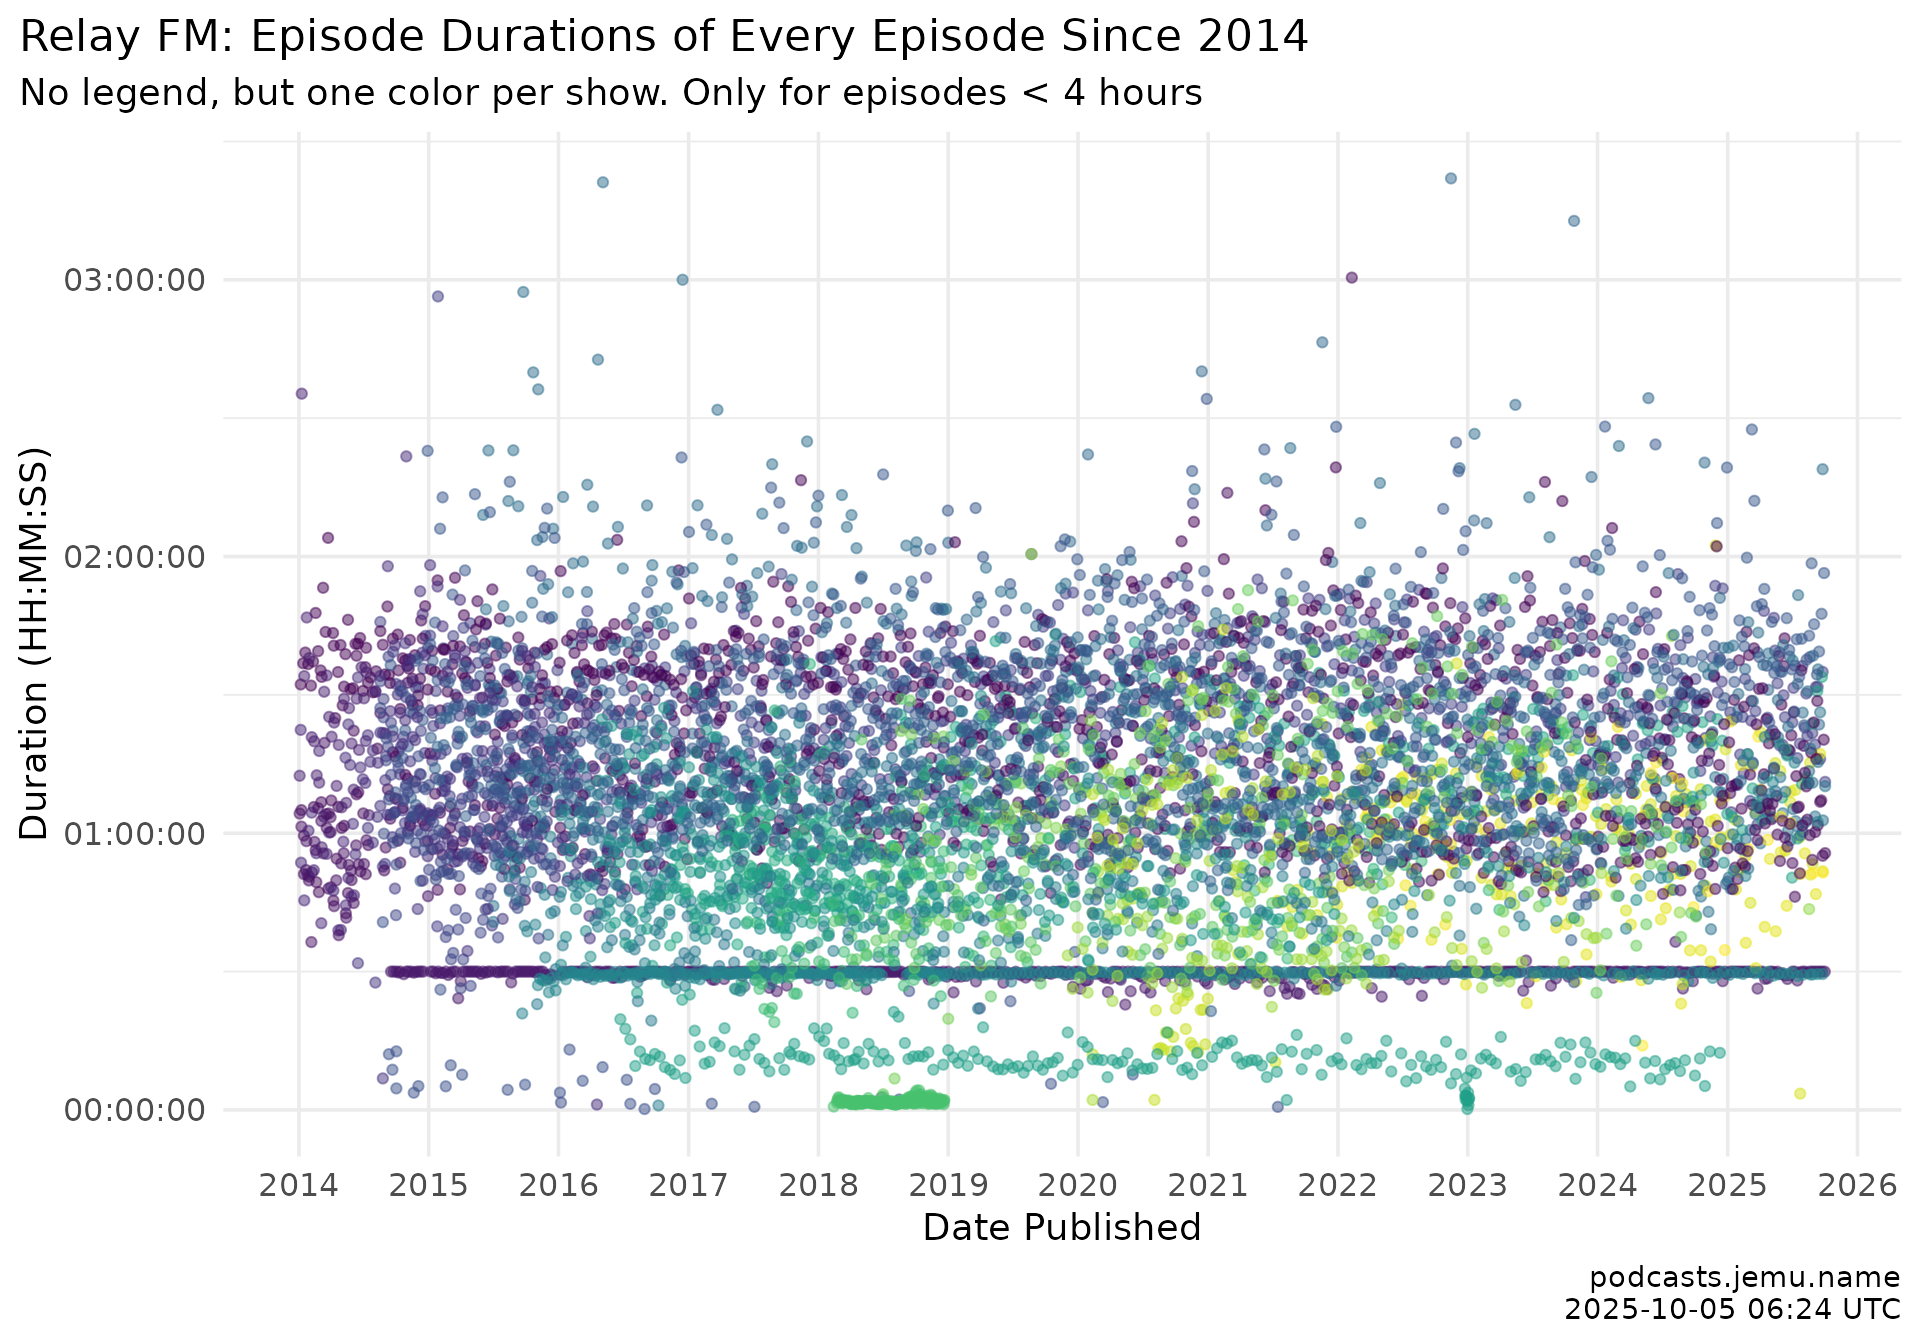 Relay FM: Episode Durations of Every Episode Since 2014
No legend, but one color per show. Only for episodes < 4 hours
Duration (HH:MM:SS)
03:00:00
02:00:00
01:00:00
00:00:00
2014 2015 2016 2017 2018 2019 2020 2021 2022 2023 2024 2025 2026
Date Published
podcasts.jemu.name
2025-10-05 06:24 UTC